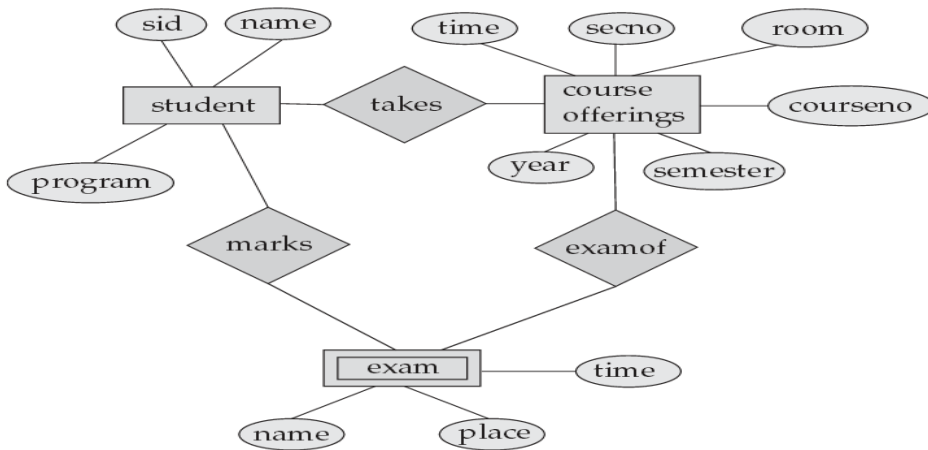 sid
name
time
secno
room
student
takes
course
offerings
courseno
program
year
semester
marks
examof
exam
time
name
place